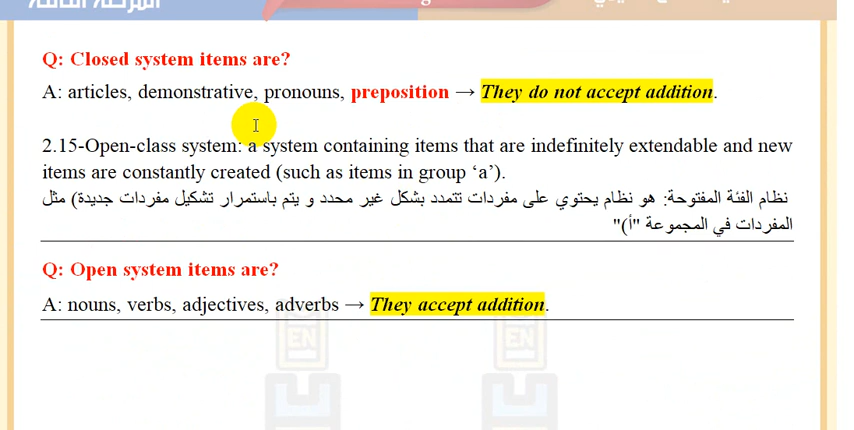 Q: Closed system items are?
A: articles, demonstrative, pronouns, preposition → They do not accept addition.
2.15-Open-class system: a system containing items that are indefinitely extendable and new
items are constantly created (such as items in group ‘a’).
نظام الفئة المفتوحة: هو نظام يحتوي على مفردات تتمدد بشكل غير محدد و يتم باستمرار تشكيل مفردات جديدة) مثل
المفردات في المجموعة "أ)"
Q: Open system items are?
A: nouns, verbs, adjectives, adverbs → They accept addition.
EN EN